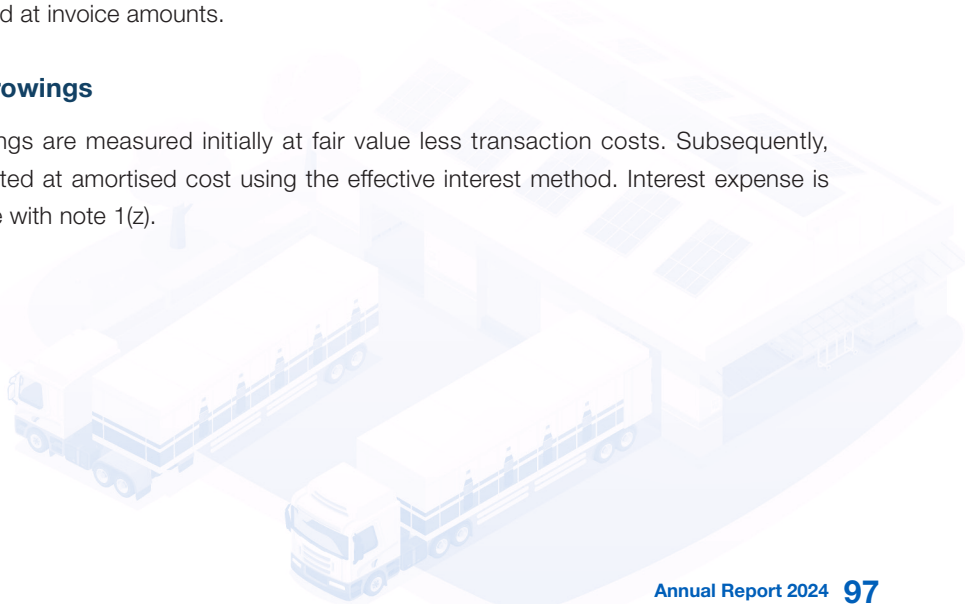 d at invoice amounts.
rowings
ngs are measured initially at fair value less transaction costs. Subsequently,
ted at amortised cost using the effective interest method. Interest expense is
e with note 1(z).
Annual Report 2024 97